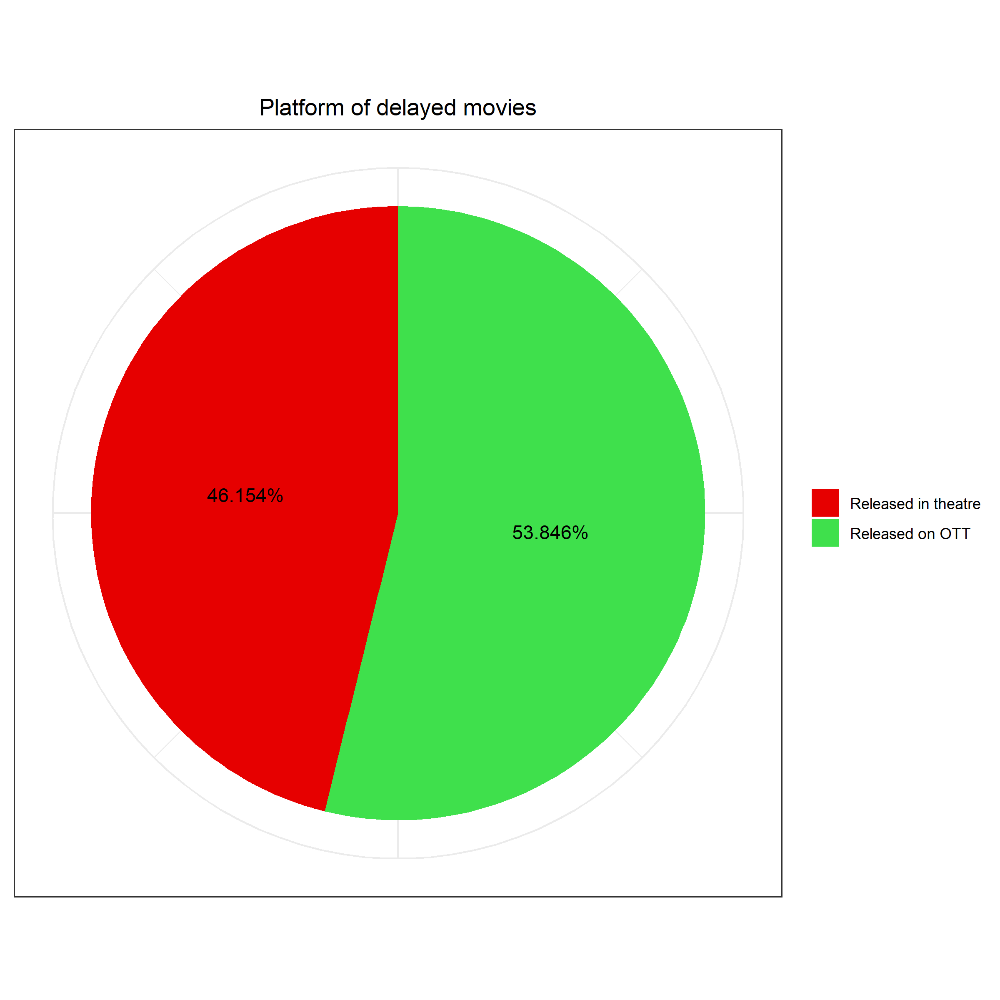 Platform of delayed movies
46.154%
53.846%
Released in theatre
Released on OTT